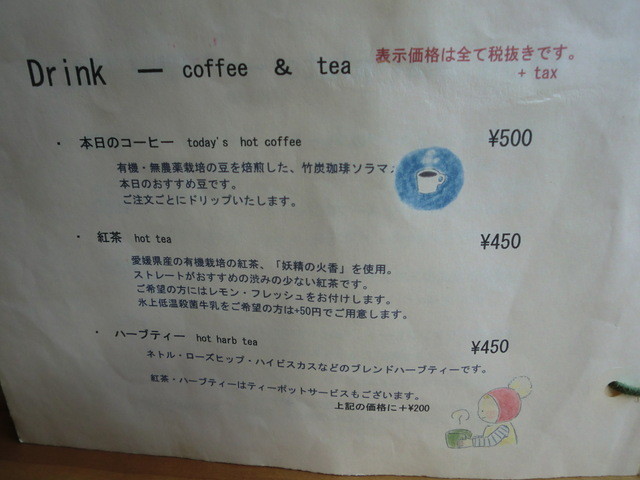 Drink ー coffee & tea
表示価格は全て税抜きです。
+ tax
・ 本日のコーヒー today's hot coffee ¥500
有機・無農薬栽培の豆を焙煎した、竹炭珈琲ソラマ
本日のおすすめ豆です。
ご注文ごとにドリップいたします。
・ 紅茶 hot tea ¥450
愛媛県産の有機栽培の紅茶、「妖精の火香」を使用。
ストレートがおすすめの渋みの少ない紅茶です。
ご希望の方にはレモン・フレッシュをお付けします。
氷上低温殺菌牛乳をご希望の方は+50円でご用意します。
・ ハーブティー hot harb tea ¥450
ネトル・ローズヒップ・ハイビスカスなどのブレンドハーブティーです。
紅茶・ハーブティーはティーポットサービスもございます。
上記の価格に＋¥200